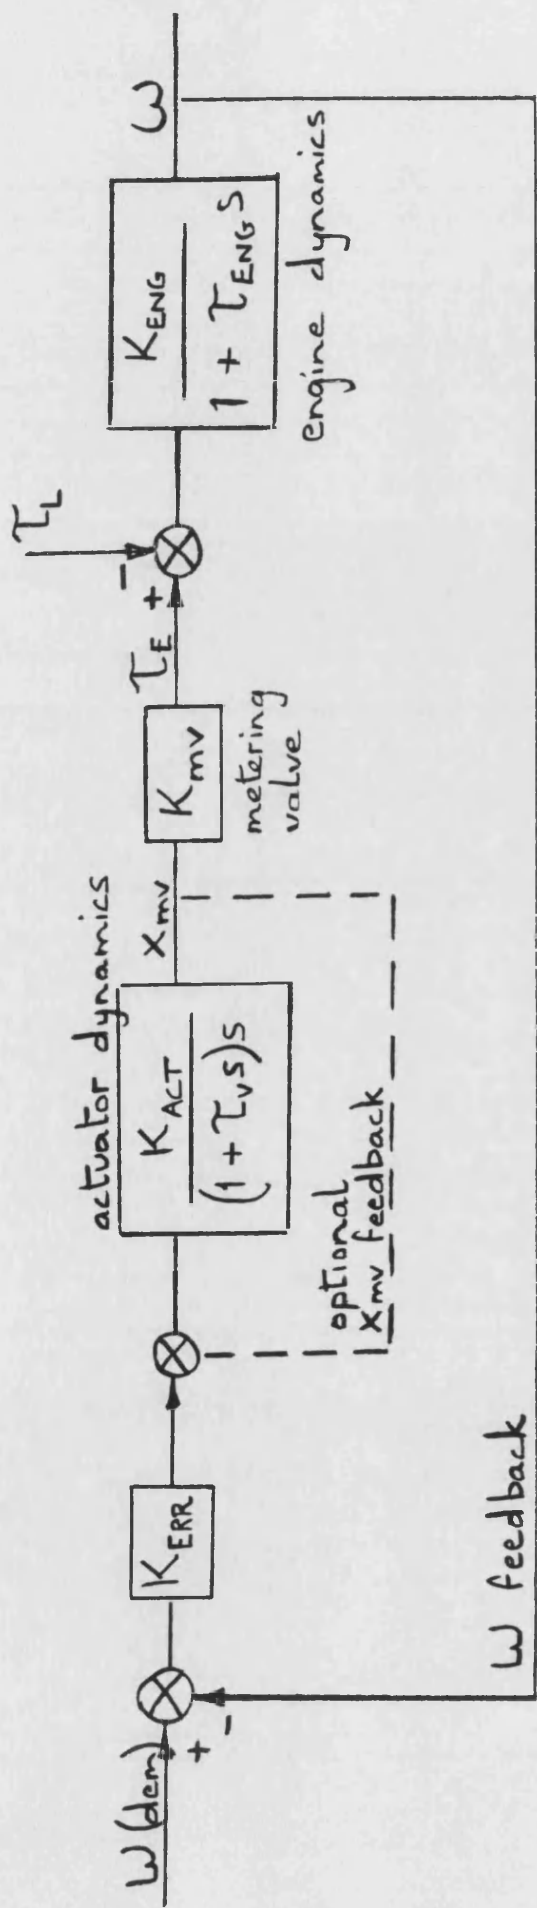 ω(dem)
+
-
K_ERR
actuator dynamics
K_ACT
(1 + τ_v s)s
x_mv
optional
x_mv feedback
K_mv
metering
valve
τ_E
+
-
τ_L
K_ENG
1 + τ_ENG s
engine dynamics
ω
ω feedback